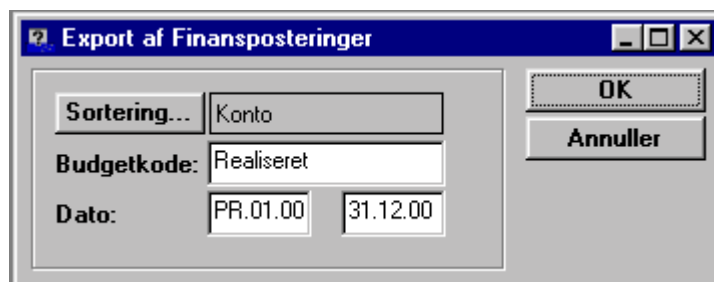 Export af Finansposteringer
Sortering... Konto
OK
Budgetkode: Realiseret
Annuller
Dato: PR.01.00 31.12.00